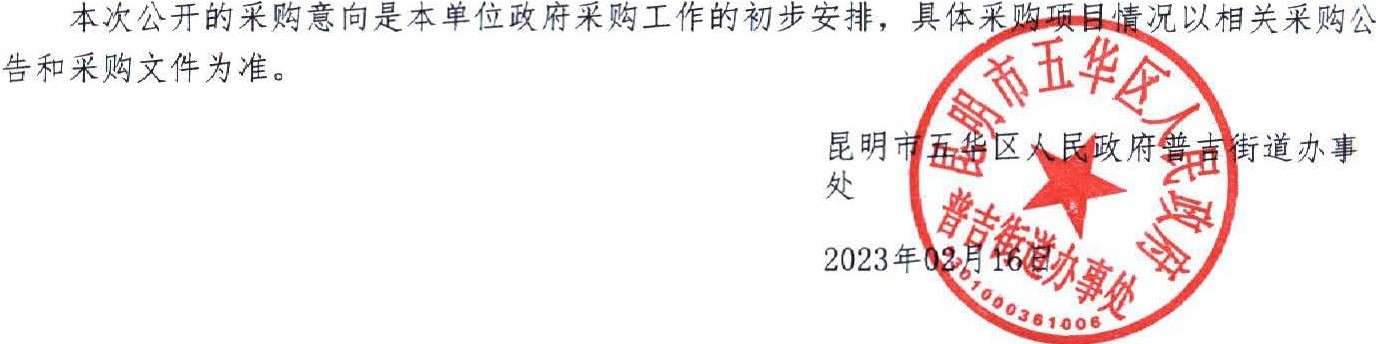 本次公开的采购意向是本单位政府采购工作的初步安排，具体采购项目情况以相关采购公
告和采购文件为准。
昆明市五华区人民政府普吉街道办事
处
2023年02月16日
昆明市五华区人民政府
普吉街道办事处
5301000361006